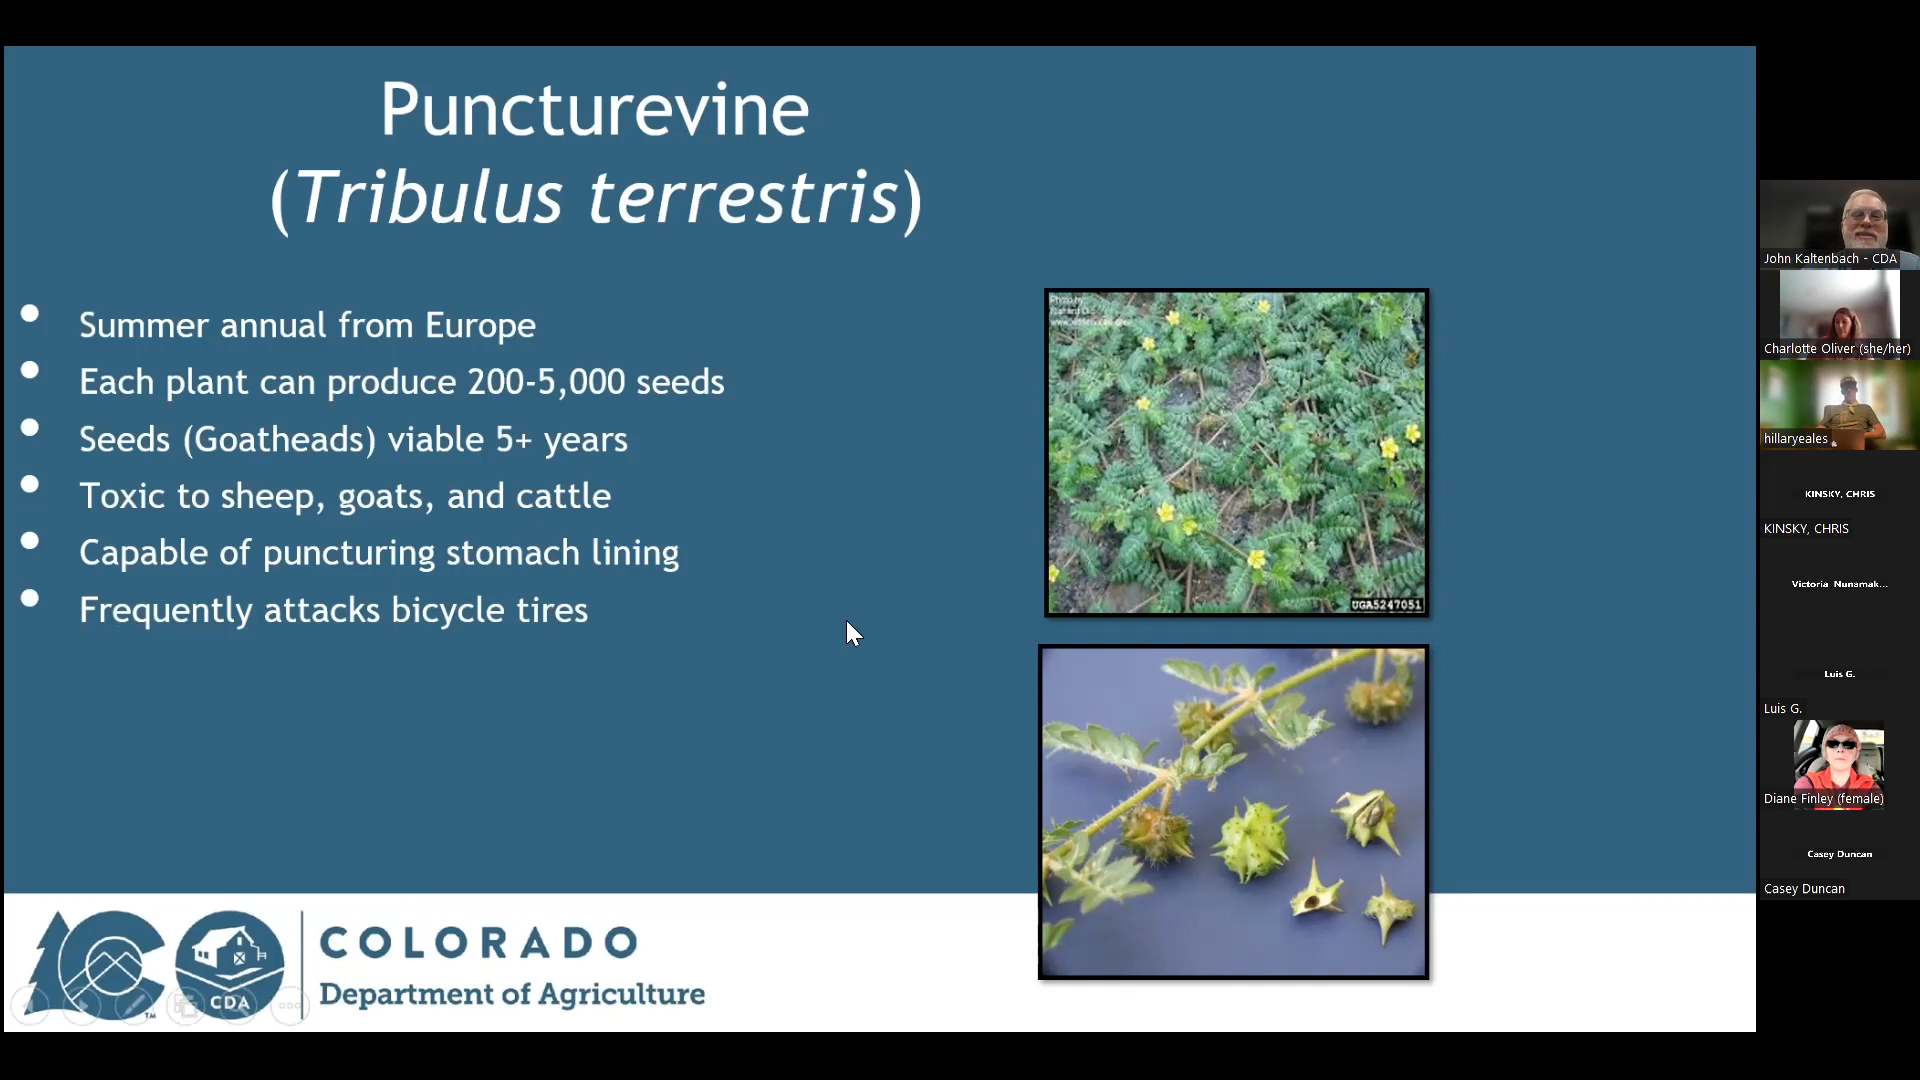 Puncturevine
(Tribulus terrestris)
• Summer annual from Europe
• Each plant can produce 200-5,000 seeds
• Seeds (Goatheads) viable 5+ years
• Toxic to sheep, goats, and cattle
• Capable of puncturing stomach lining
• Frequently attacks bicycle tires
Photo by
UGA5247051
CDA
TM
COLORADO
Department of Agriculture
John Kaltenbach - CDA
Charlotte Oliver (she/her)
hillaryeales
KINSKY, CHRIS
KINSKY, CHRIS
Victoria Nunamak...
Luis G.
Luis G.
Diane Finley (female)
Casey Duncan
Casey Duncan